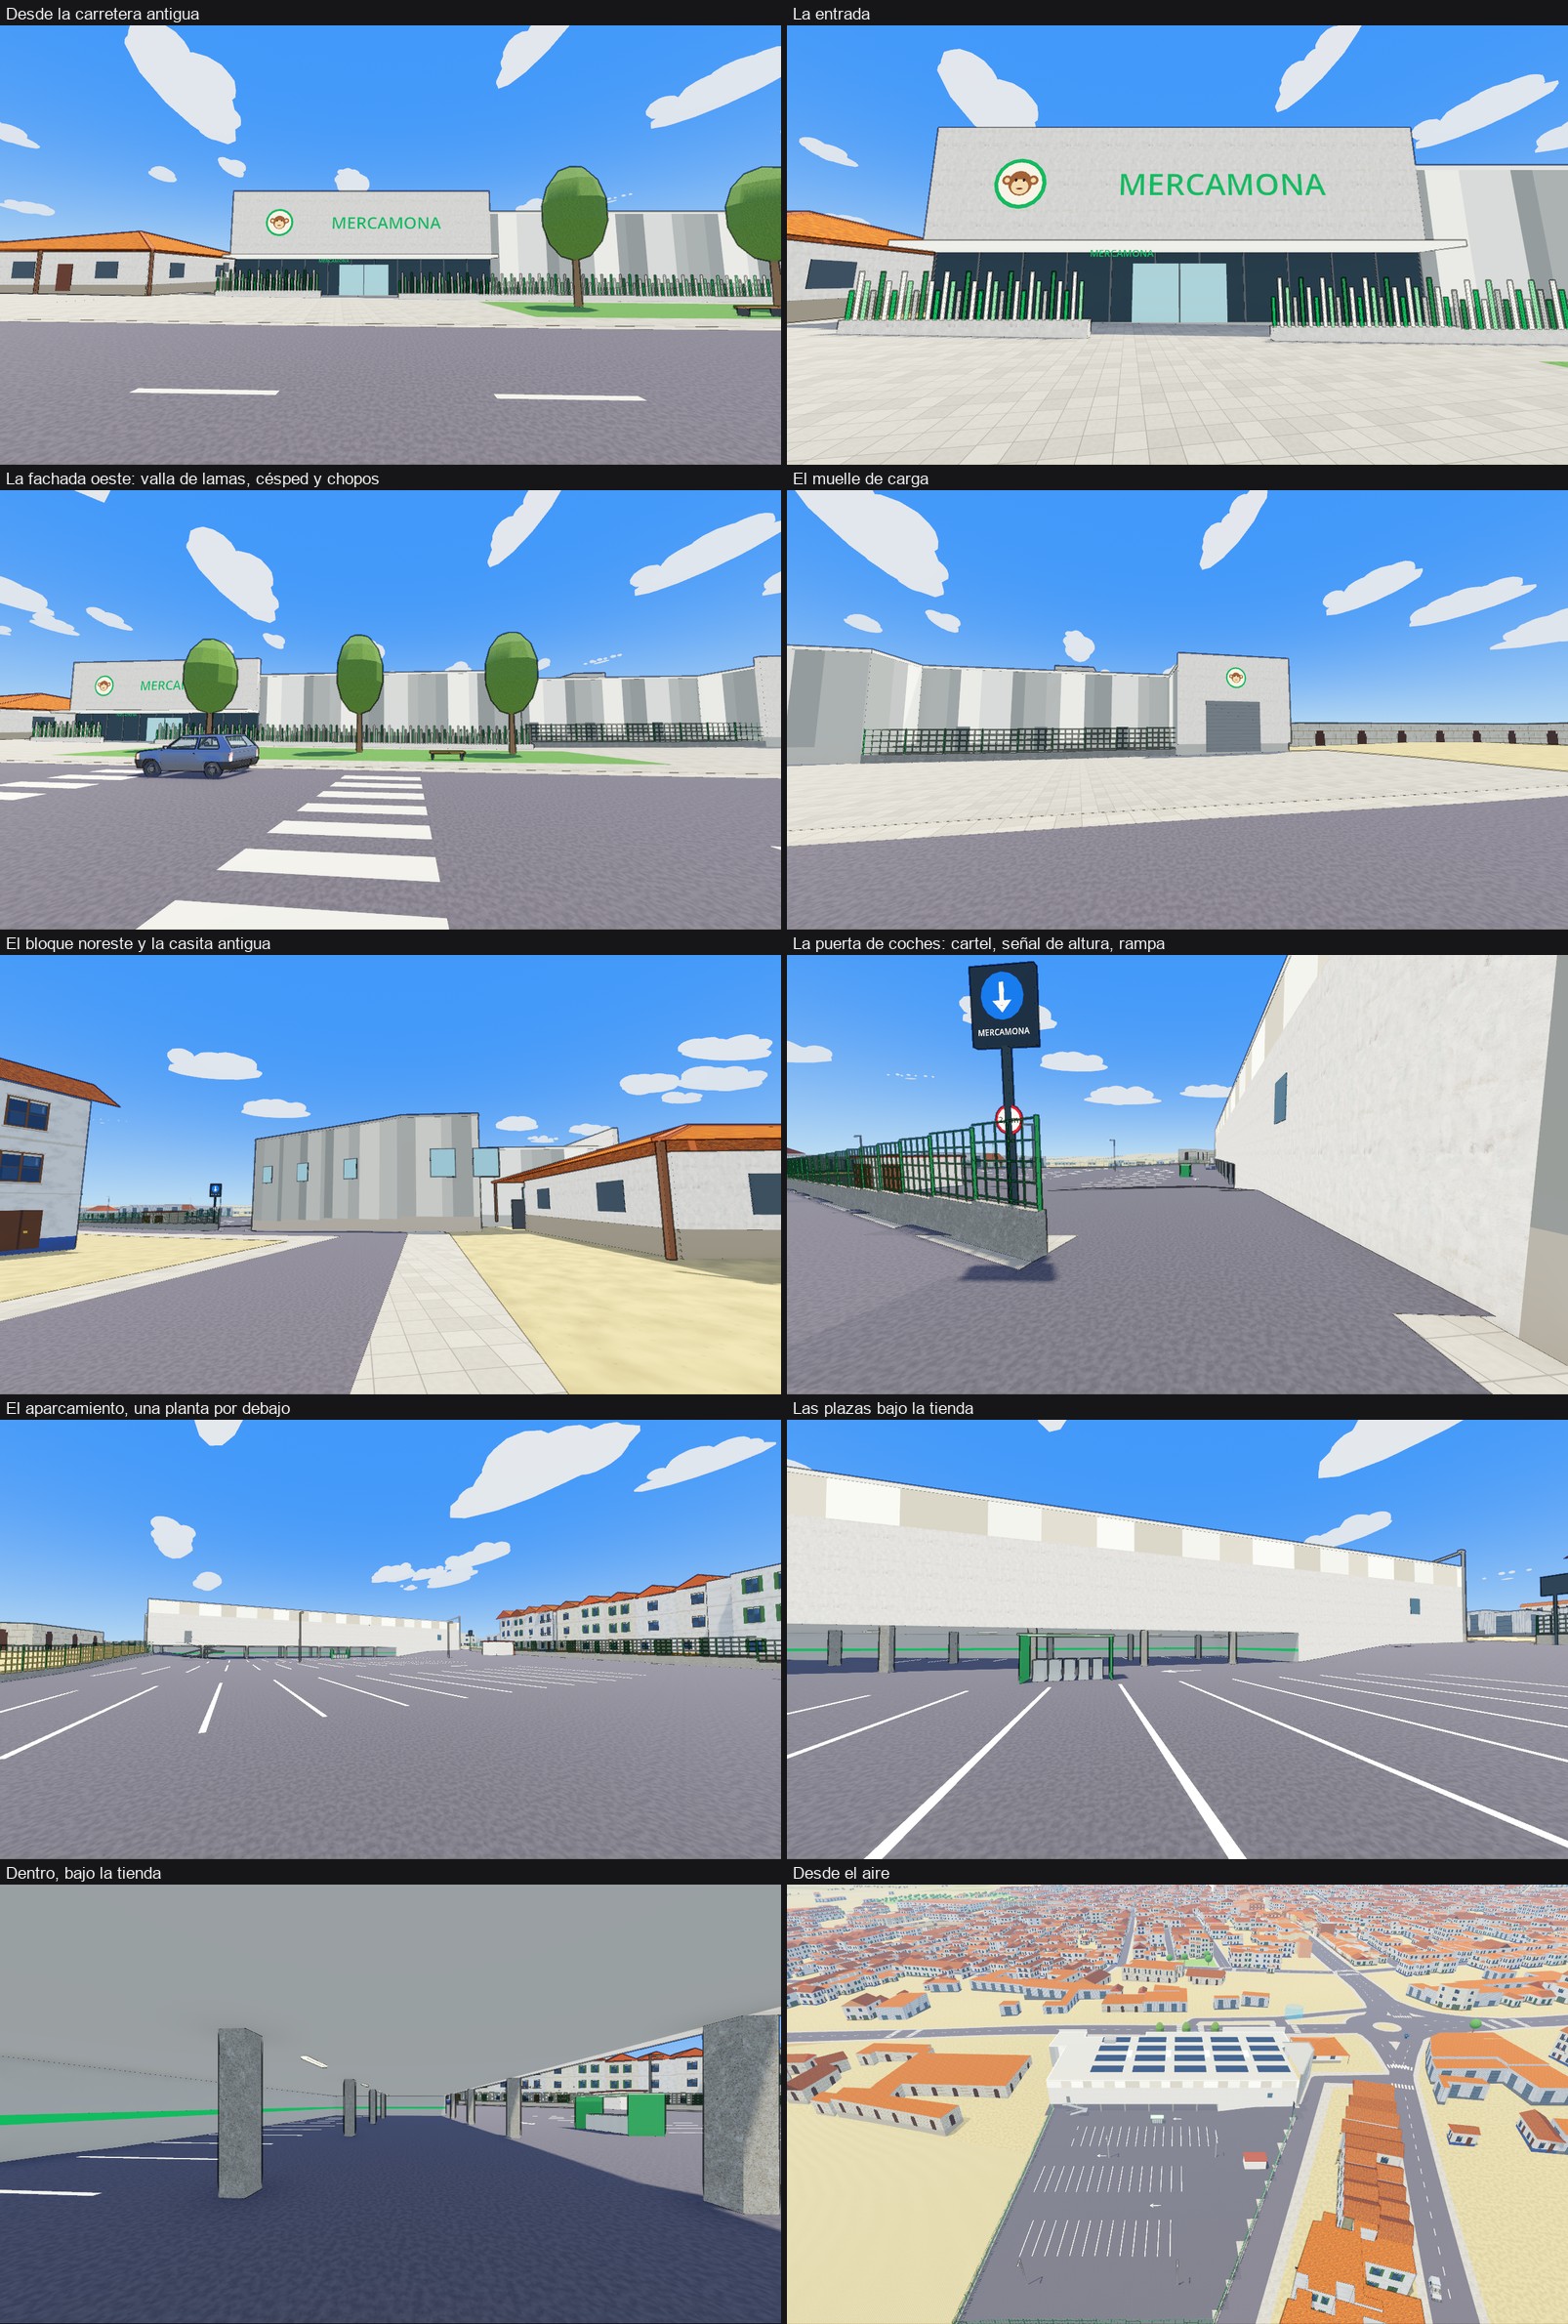 Desde la carretera antigua
MERCAMONA
MERCAMONA
La entrada
MERCAMONA
MERCAMONA
La fachada oeste: valla de lamas, césped y chopos
MERCA
El muelle de carga
El bloque noreste y la casita antigua
La puerta de coches: cartel, señal de altura, rampa
MERCAMONA
El aparcamiento, una planta por debajo
Las plazas bajo la tienda
Dentro, bajo la tienda
Desde el aire